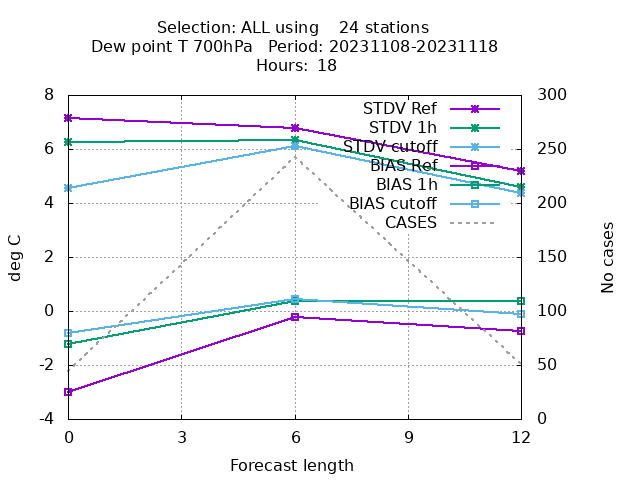 Selection: ALL using    24 stations
Dew point T 700hPa   Period: 20231108-20231118
Hours: 18
8
6
4
2
0
-2
-4
300
250
200
150
100
50
0
0 3 6 9 12
deg C
No cases
Forecast length
STDV Ref
STDV 1h
STDV cutoff
BIAS Ref
BIAS 1h
BIAS cutoff
CASES